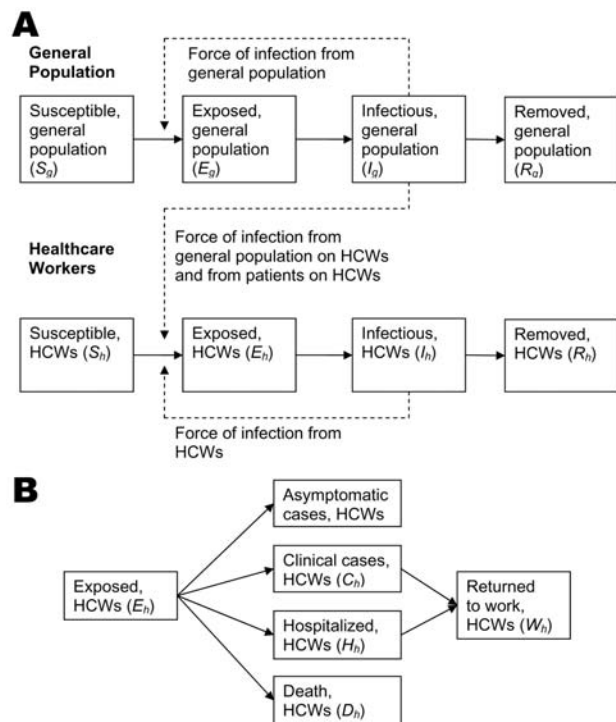 A
General
Population
Force of infection from
general population
Susceptible,
general
population
(Sg)
Exposed,
general
population
(Eg)
Infectious,
general
population
(Ig)
Removed,
general
population
(Rg)
Healthcare
Workers
Force of infection from
general population on HCWs
and from patients on HCWs
Susceptible,
HCWs (Sh)
Exposed,
HCWs (Eh)
Infectious,
HCWs (Ih)
Removed,
HCWs (Rh)
Force of infection from
HCWs
B
Asymptomatic
cases, HCWs
Clinical cases,
HCWs (Ch)
Exposed,
HCWs (Eh)
Returned
to work,
HCWs (Wh)
Hospitalized,
HCWs (Hh)
Death,
HCWs (Dh)